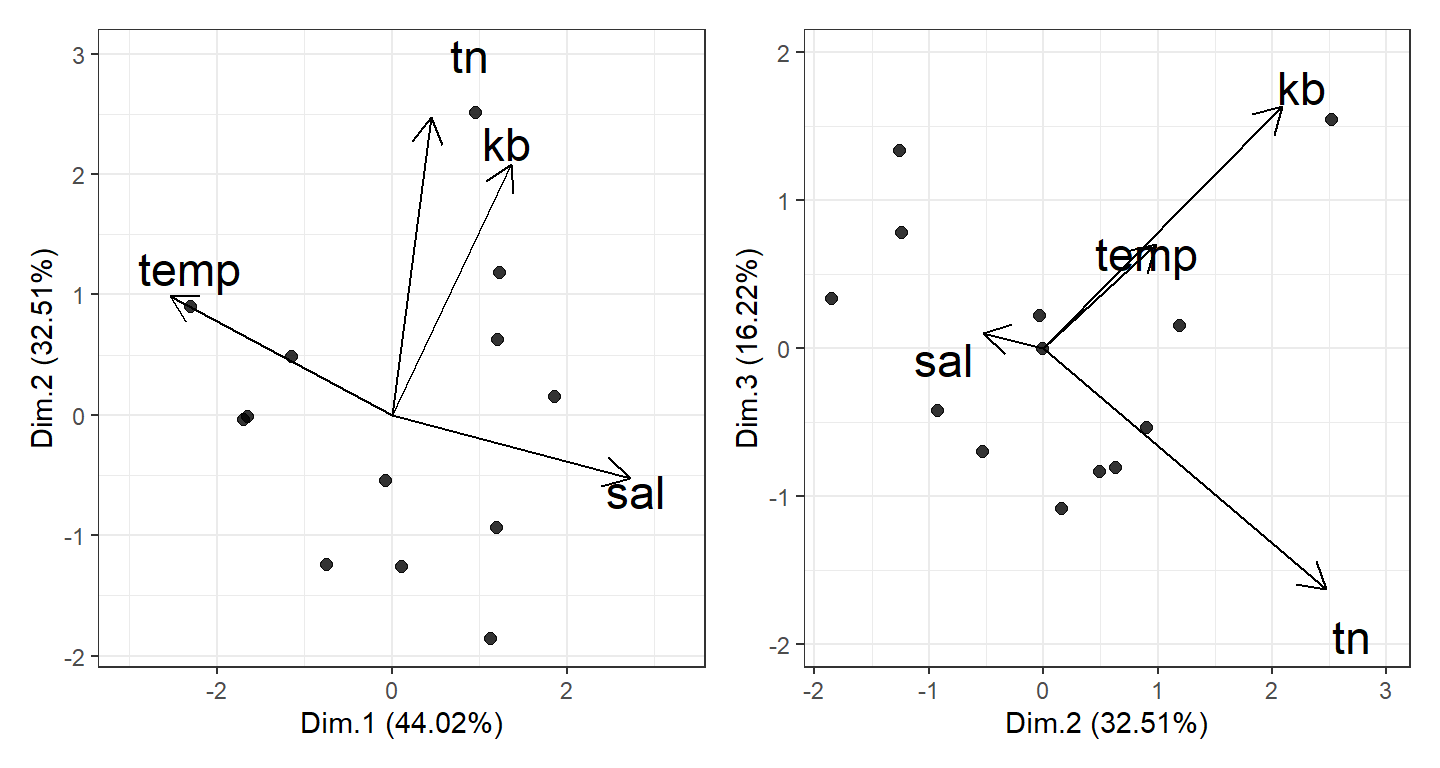 3
2
1
0
-1
-2
Dim.2 (32.51%)
tn
kb
temp
sal
-2
0
2
Dim.1 (44.02%)
2
1
0
-1
-2
Dim.3 (16.22%)
kb
temp
sal
tn
-2
-1
0
1
2
3
Dim.2 (32.51%)